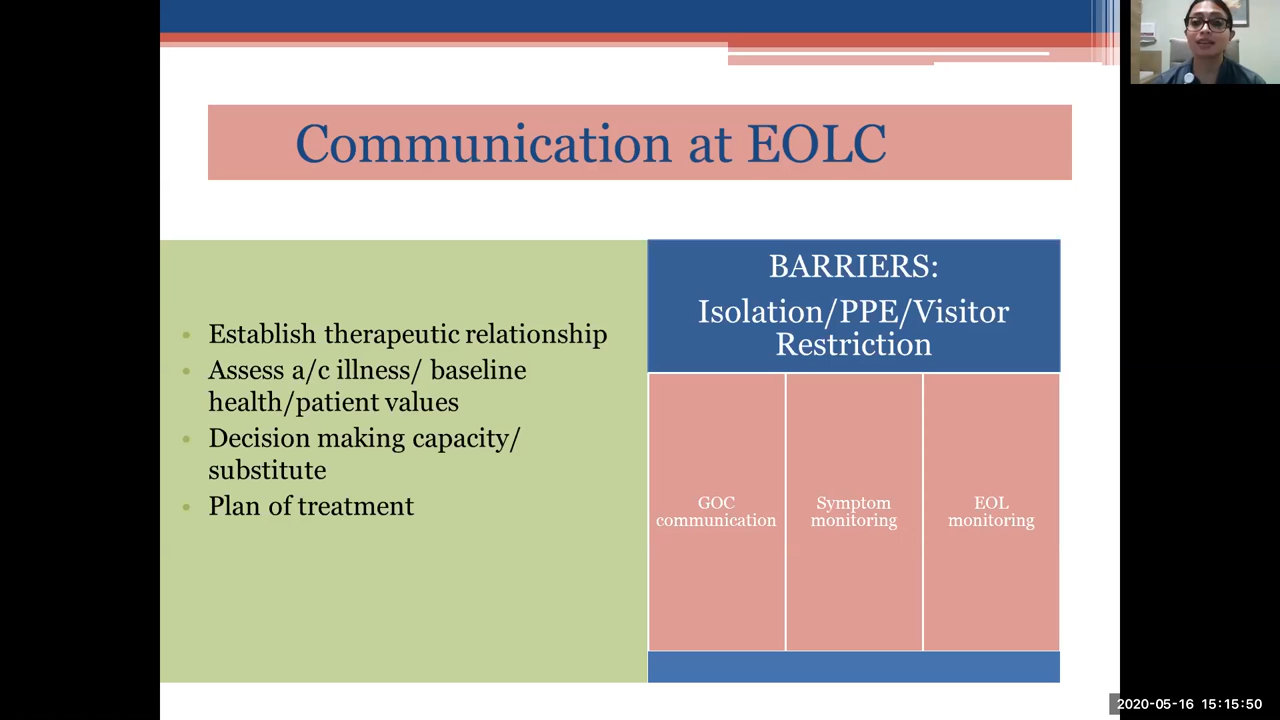 Communication at EOLC
• Establish therapeutic relationship
• Assess a/c illness/ baseline
health/patient values
• Decision making capacity/
substitute
• Plan of treatment
BARRIERS:
Isolation/PPE/Visitor
Restriction
GOC
communication
Symptom
monitoring
EOL
monitoring
2020-05-16 15:15:50